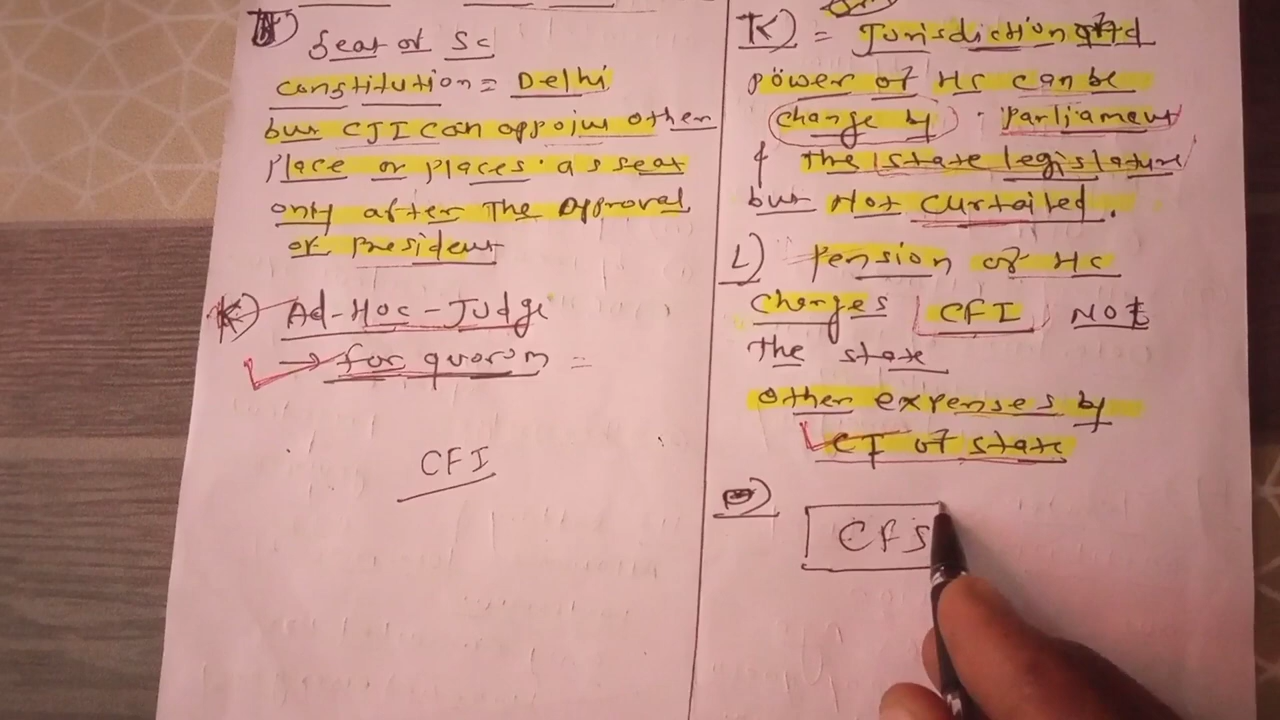 Seat of SC
constitution = Delhi
but CJI can appoint other
place or places as seat
only after The Approval
of President
K) Ad-Hoc-Judge
→ for quorum =
CFI
K) = Jurisdiction and
power of HC can be
change by Parliament
& the state legislature
but Not curtailed.
L) Pension of HC
Charges CFI NOT
The state
other expenses by
CF of state
CFS